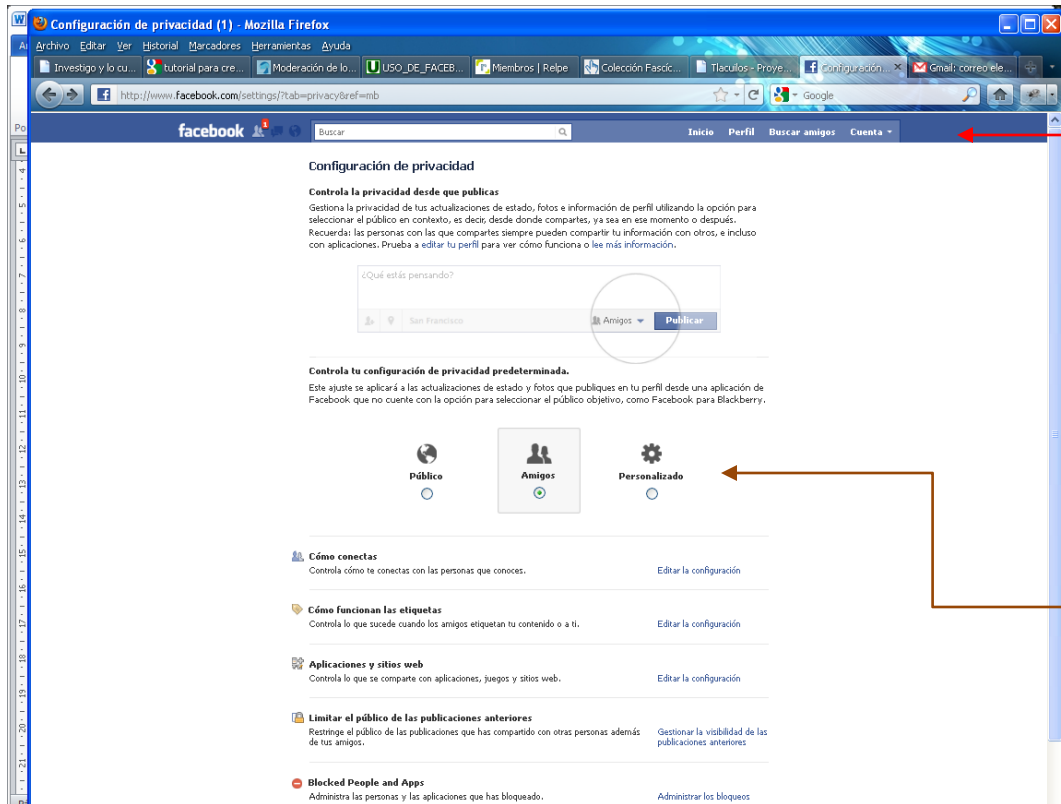 Configuración de privacidad (1) - Mozilla Firefox
Archivo Editar Ver Historial Marcadores Herramientas Ayuda
Investigo y lo cu... tutorial para cre... Moderación de lo... USO_DE_FACEB... Membros | Relpe Colección Fascíc... Tlacuilos - Proye... Configuración... Gmail: correo ele...
http://www.facebook.com/settings/?tab=privacy&ref=mb Google
facebook 1 Buscar Inicio Perfil Buscar amigos Cuenta
Configuración de privacidad
Controla la privacidad desde que publicas
Gestiona la privacidad de tus actualizaciones de estado, fotos e información de perfil utilizando la opción para
seleccionar el público en contexto, es decir, desde donde compartes, ya sea en ese momento o después.
Recuerda: las personas con las que compartes siempre pueden compartir tu información con otros, e incluso
con aplicaciones. Prueba a editar tu perfil para ver cómo funciona o lee más información.
¿Qué estás pensando?
San Francisco Amigos Publicar
Controla tu configuración de privacidad predeterminada.
Este ajuste se aplicará a las actualizaciones de estado y fotos que publiques en tu perfil desde una aplicación de
Facebook que no cuente con la opción para seleccionar el público objetivo, como Facebook para Blackberry.
Público Amigos Personalizado
Cómo conectas
Controla cómo te conectas con las personas que conoces. Editar la configuración
Cómo funcionan las etiquetas
Controla lo que sucede cuando los amigos etiquetan tu contenido o a ti. Editar la configuración
Aplicaciones y sitios web
Controla lo que se comparte con aplicaciones, juegos y sitios web. Editar la configuración
Limitar el público de las publicaciones anteriores
Restringe el público de las publicaciones que has compartido con otras personas además Gestionar la visibilidad de las
de tus amigos. publicaciones anteriores
Blocked People and Apps
Administra las personas y las aplicaciones que has bloqueado. Administrar los bloqueos